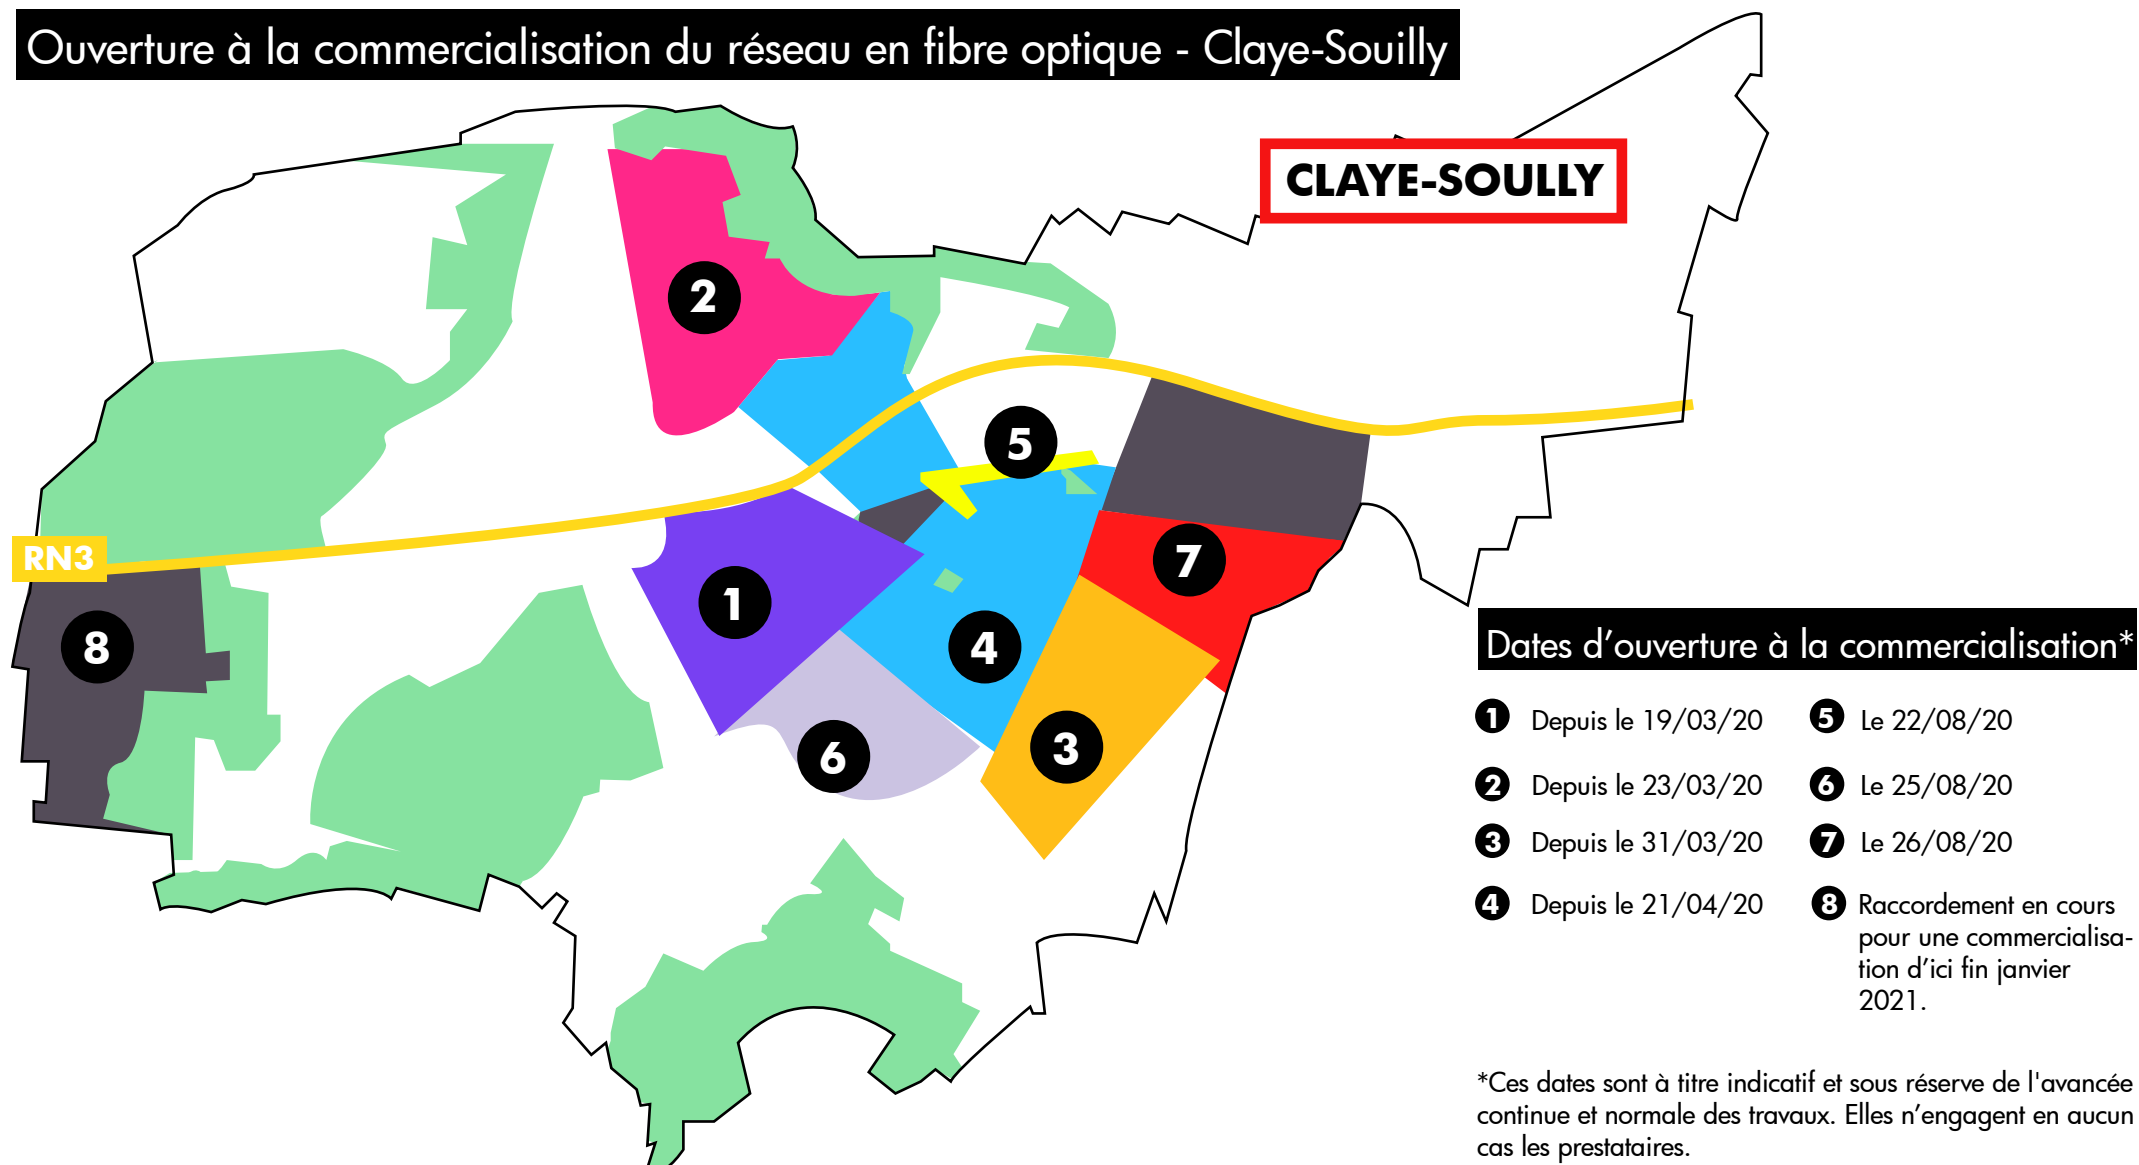 Ouverture à la commercialisation du réseau en fibre optique - Claye-Souilly
CLAYE-SOULLY
2
5
7
RN3
1
8
4
3
6
Dates d’ouverture à la commercialisation*
1 Depuis le 19/03/20
2 Depuis le 23/03/20
3 Depuis le 31/03/20
4 Depuis le 21/04/20
5 Le 22/08/20
6 Le 25/08/20
7 Le 26/08/20
8 Raccordement en cours
pour une commercialisa-
tion d’ici fin janvier
2021.
*Ces dates sont à titre indicatif et sous réserve de l'avancée
continue et normale des travaux. Elles n’engagent en aucun
cas les prestataires.